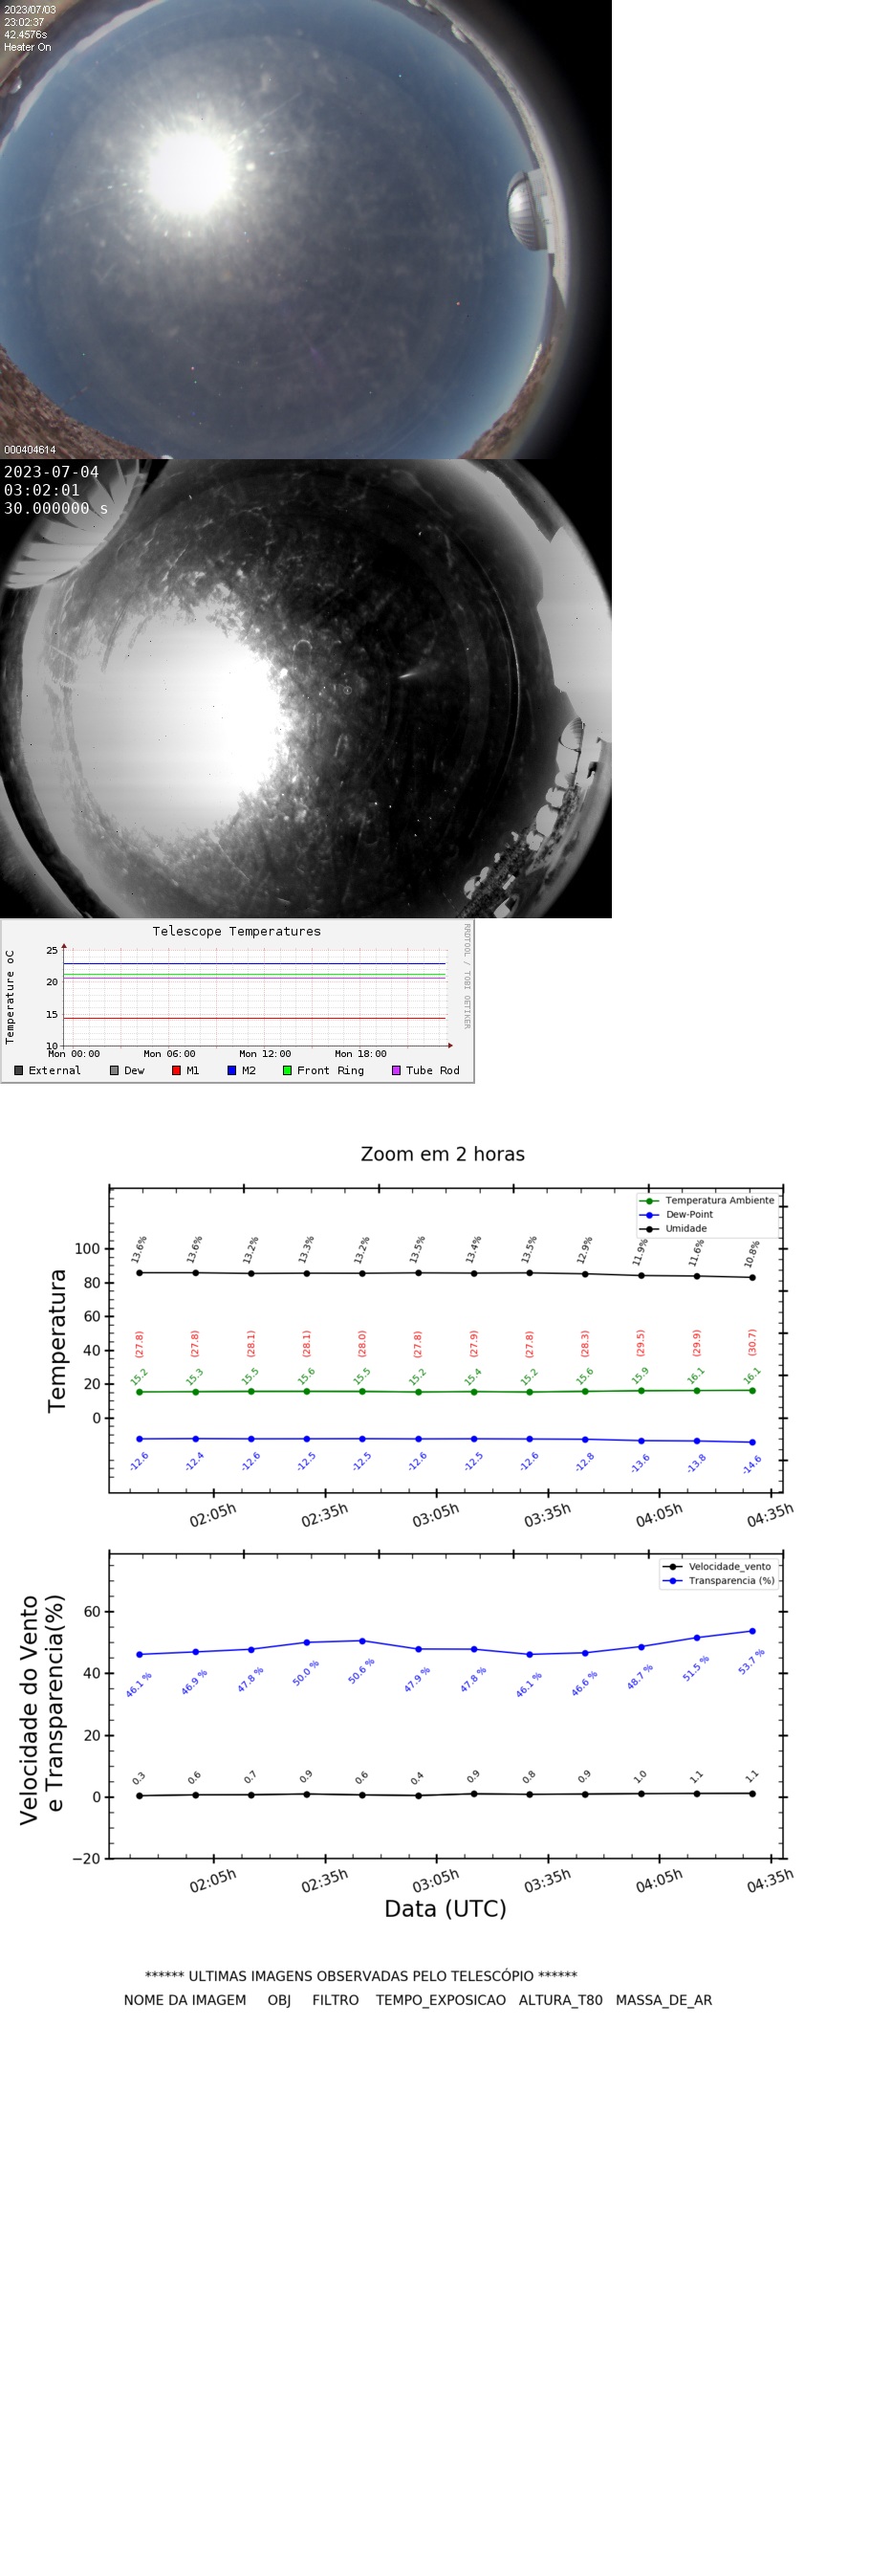 2023/07/03
23:02:37
42.4576s
Heater On
000404614
2023-07-04
03:02:01
30.000000 s
Telescope Temperatures
RRDTOOL / TOBI OETIKER
Temperature oC
25
20
15
10
Mon 00:00 Mon 06:00 Mon 12:00 Mon 18:00
External Dew M1 M2 Front Ring Tube Rod
Zoom em 2 horas
Temperatura Ambiente
Dew-Point
Umidade
Temperatura
100
80
60
40
20
0
13.6% 13.6% 13.2% 13.3% 13.2% 13.5% 13.4% 13.5% 12.9% 11.9% 11.6% 10.8%
(27.8) (27.8) (28.1) (28.1) (28.0) (27.8) (27.9) (27.8) (28.3) (29.5) (29.9) (30.7)
15.2 15.3 15.5 15.6 15.5 15.2 15.4 15.2 15.6 15.9 16.1 16.1
-12.6 -12.4 -12.6 -12.5 -12.5 -12.6 -12.5 -12.6 -12.8 -13.6 -13.8 -14.6
02:05h 02:35h 03:05h 03:35h 04:05h 04:35h
Velocidade_vento
Transparencia (%)
Velocidade do Vento
e Transparencia(%)
60
40
20
0
−20
46.1 % 46.9 % 47.8 % 50.0 % 50.6 % 47.9 % 47.8 % 46.1 % 46.6 % 48.7 % 51.5 % 53.7 %
0.3 0.6 0.7 0.9 0.6 0.4 0.9 0.8 0.9 1.0 1.1 1.1
02:05h 02:35h 03:05h 03:35h 04:05h 04:35h
Data (UTC)
****** ULTIMAS IMAGENS OBSERVADAS PELO TELESCÓPIO ******
NOME DA IMAGEM OBJ FILTRO TEMPO_EXPOSICAO ALTURA_T80 MASSA_DE_AR